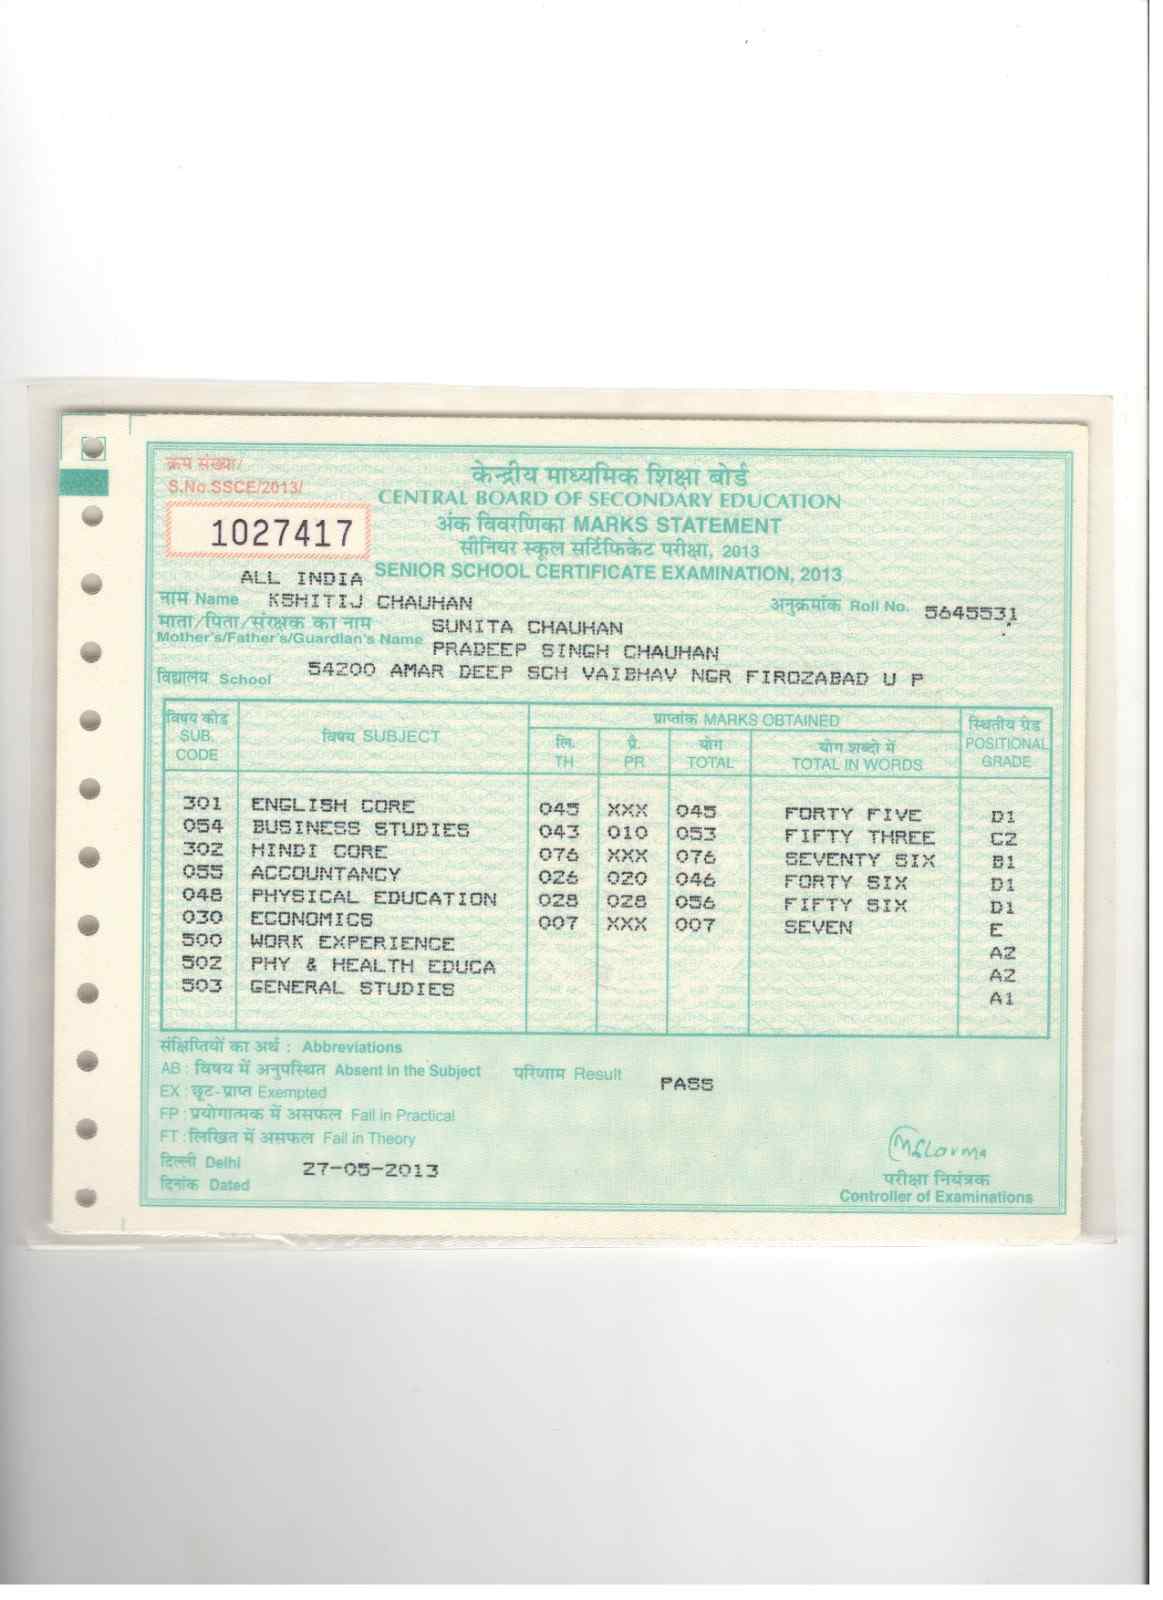 क्रम संख्या/
S.No.SSCE/2013/
1027417
केन्द्रीय माध्यमिक शिक्षा बोर्ड
CENTRAL BOARD OF SECONDARY EDUCATION
अंक विवरणिका MARKS STATEMENT
सीनियर स्कूल सर्टिफिकेट परीक्षा, 2013
ALL INDIA SENIOR SCHOOL CERTIFICATE EXAMINATION, 2013
नाम Name KSHITIJ CHAUHAN अनुक्रमांक Roll No. 5645531
माता/पिता/संरक्षक का नाम SUNITA CHAUHAN
Mother's/Father's/Guardian's Name PRADEEP SINGH CHAUHAN
विद्यालय School 54200 AMAR DEEP SCH VAIBHAV NGR FIROZABAD U P
विषय कोड SUB. CODE विषय SUBJECT प्राप्तांक MARKS OBTAINED स्थितीय ग्रेड POSITIONAL GRADE
लि. TH प्रै. PR योग TOTAL योग शब्दो में TOTAL IN WORDS
301 ENGLISH CORE 045 XXX 045 FORTY FIVE D1
054 BUSINESS STUDIES 043 010 053 FIFTY THREE C2
302 HINDI CORE 076 XXX 076 SEVENTY SIX B1
055 ACCOUNTANCY 026 020 046 FORTY SIX D1
048 PHYSICAL EDUCATION 028 028 056 FIFTY SIX D1
030 ECONOMICS 007 XXX 007 SEVEN E
500 WORK EXPERIENCE A2
502 PHY & HEALTH EDUCA A2
503 GENERAL STUDIES A1
संक्षिप्तियों का अर्थ : Abbreviations
AB : विषय में अनुपस्थित Absent in the Subject परिणाम Result PASS
EX : छूट-प्राप्त Exempted
FP : प्रयोगात्मक में असफल Fail in Practical
FT : लिखित में असफल Fail in Theory
दिल्ली Delhi
दिनांक Dated 27-05-2013
परीक्षा नियंत्रक
Controller of Examinations